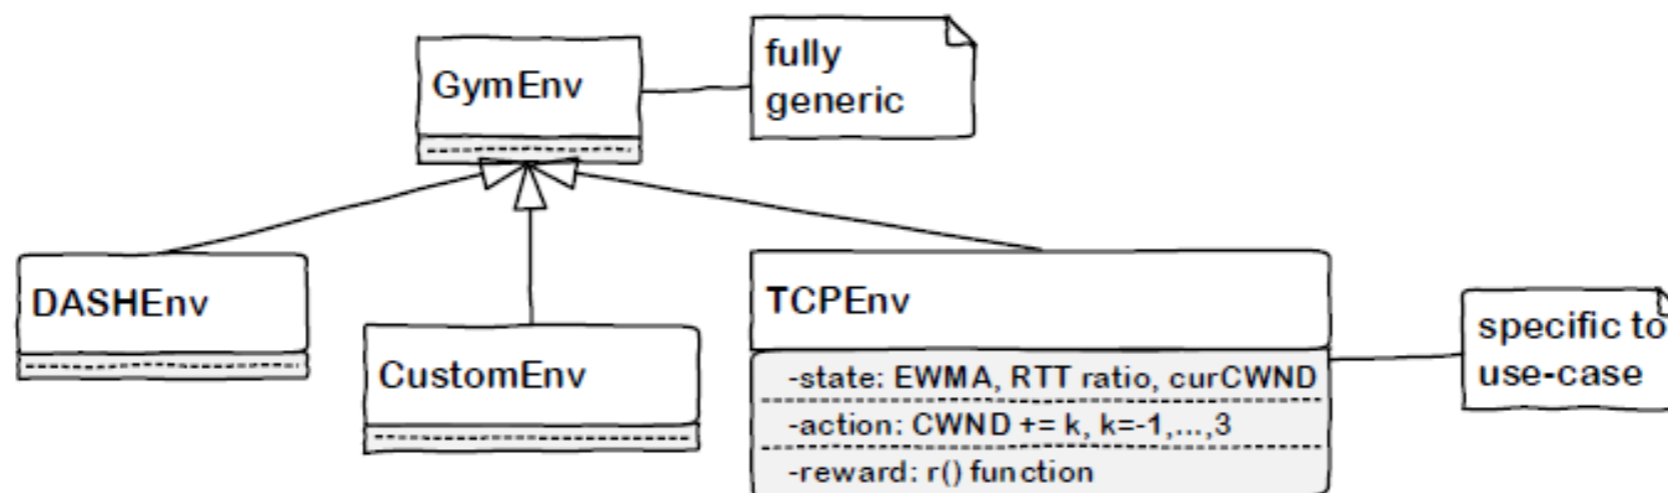 GymEnv
fully
generic
DASHEnv
CustomEnv
TCPEnv
-state: EWMA, RTT ratio, curCWND
-action: CWND += k, k=-1,...,3
-reward: r() function
specific to
use-case